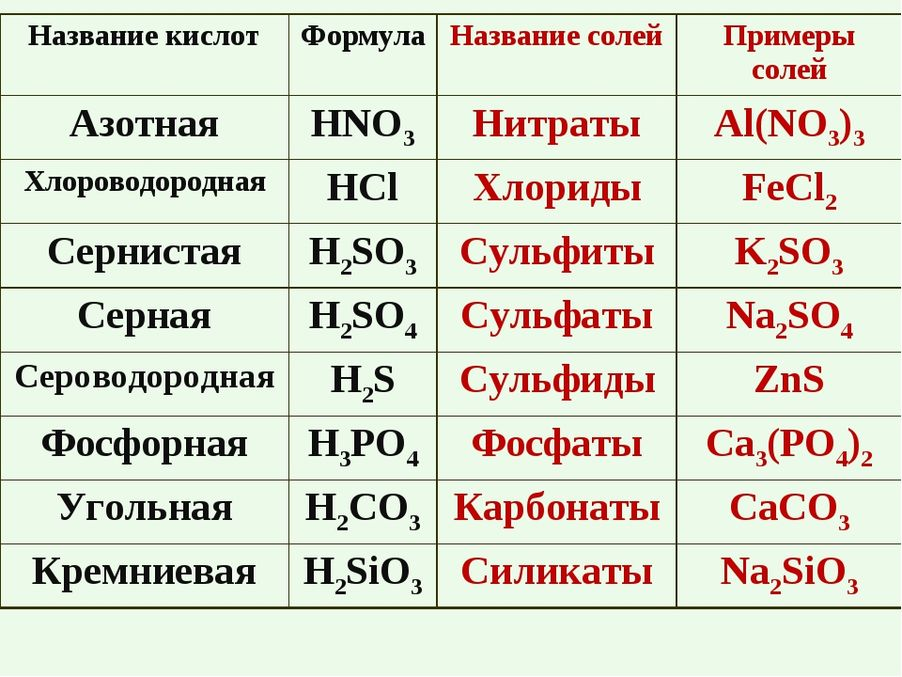 Название кислот Формула Название солей Примеры солей
Азотная HNO₃ Нитраты Al(NO₃)₃
Хлороводородная HCl Хлориды FeCl₂
Сернистая H₂SO₃ Сульфиты K₂SO₃
Серная H₂SO₄ Сульфаты Na₂SO₄
Сероводородная H₂S Сульфиды ZnS
Фосфорная H₃PO₄ Фосфаты Ca₃(PO₄)₂
Угольная H₂CO₃ Карбонаты CaCO₃
Кремниевая H₂SiO₃ Силикаты Na₂SiO₃